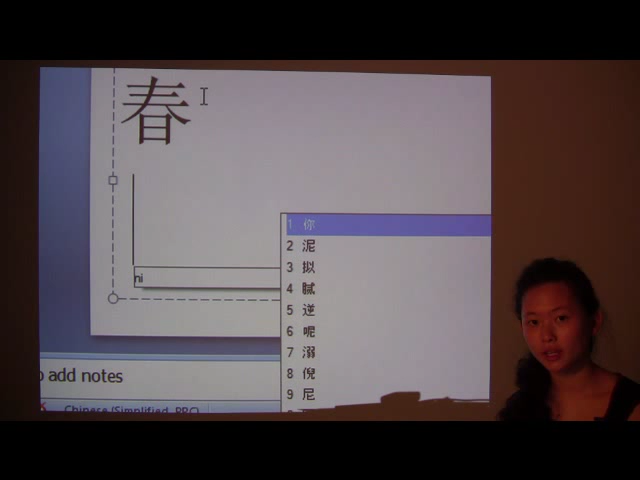 春
ni
1 你
2 泥
3 拟
4 腻
5 逆
6 呢
7 溺
8 倪
9 尼
add notes
Chinese (Simplified, PRC)